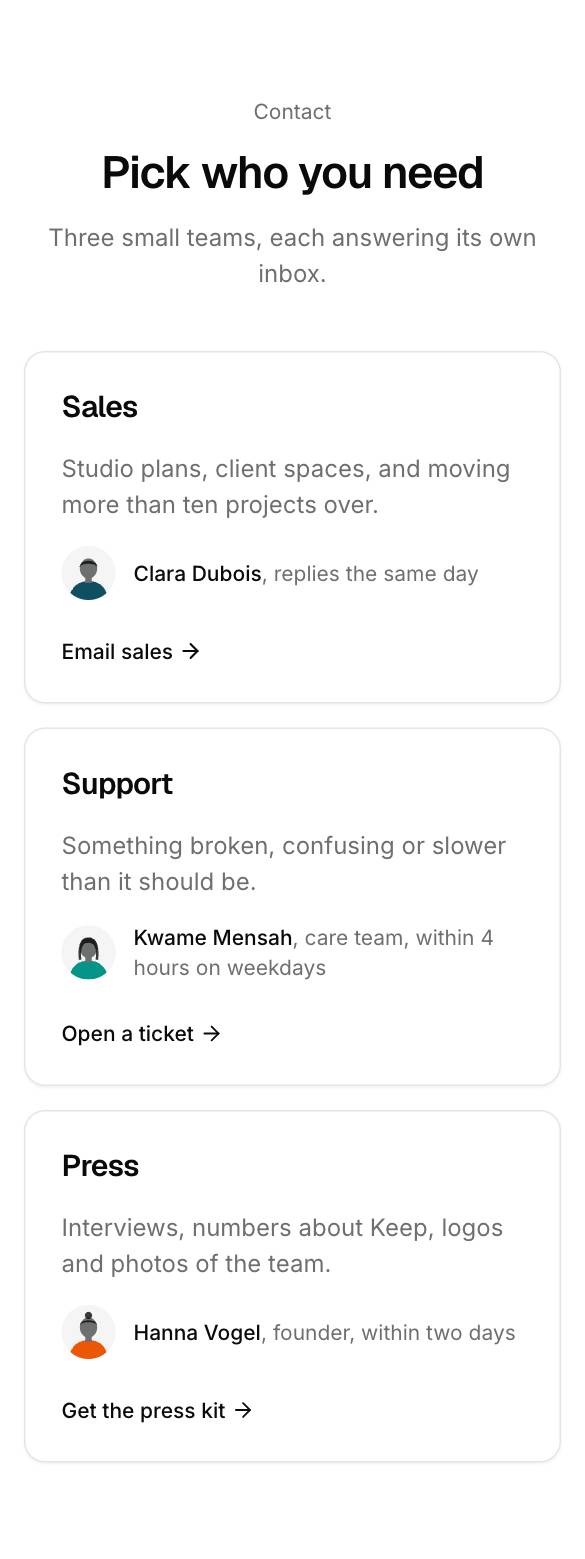 Contact
Pick who you need
Three small teams, each answering its own
inbox.
Sales
Studio plans, client spaces, and moving
more than ten projects over.
Clara Dubois, replies the same day
Email sales →
Support
Something broken, confusing or slower
than it should be.
Kwame Mensah, care team, within 4
hours on weekdays
Open a ticket →
Press
Interviews, numbers about Keep, logos
and photos of the team.
Hanna Vogel, founder, within two days
Get the press kit →